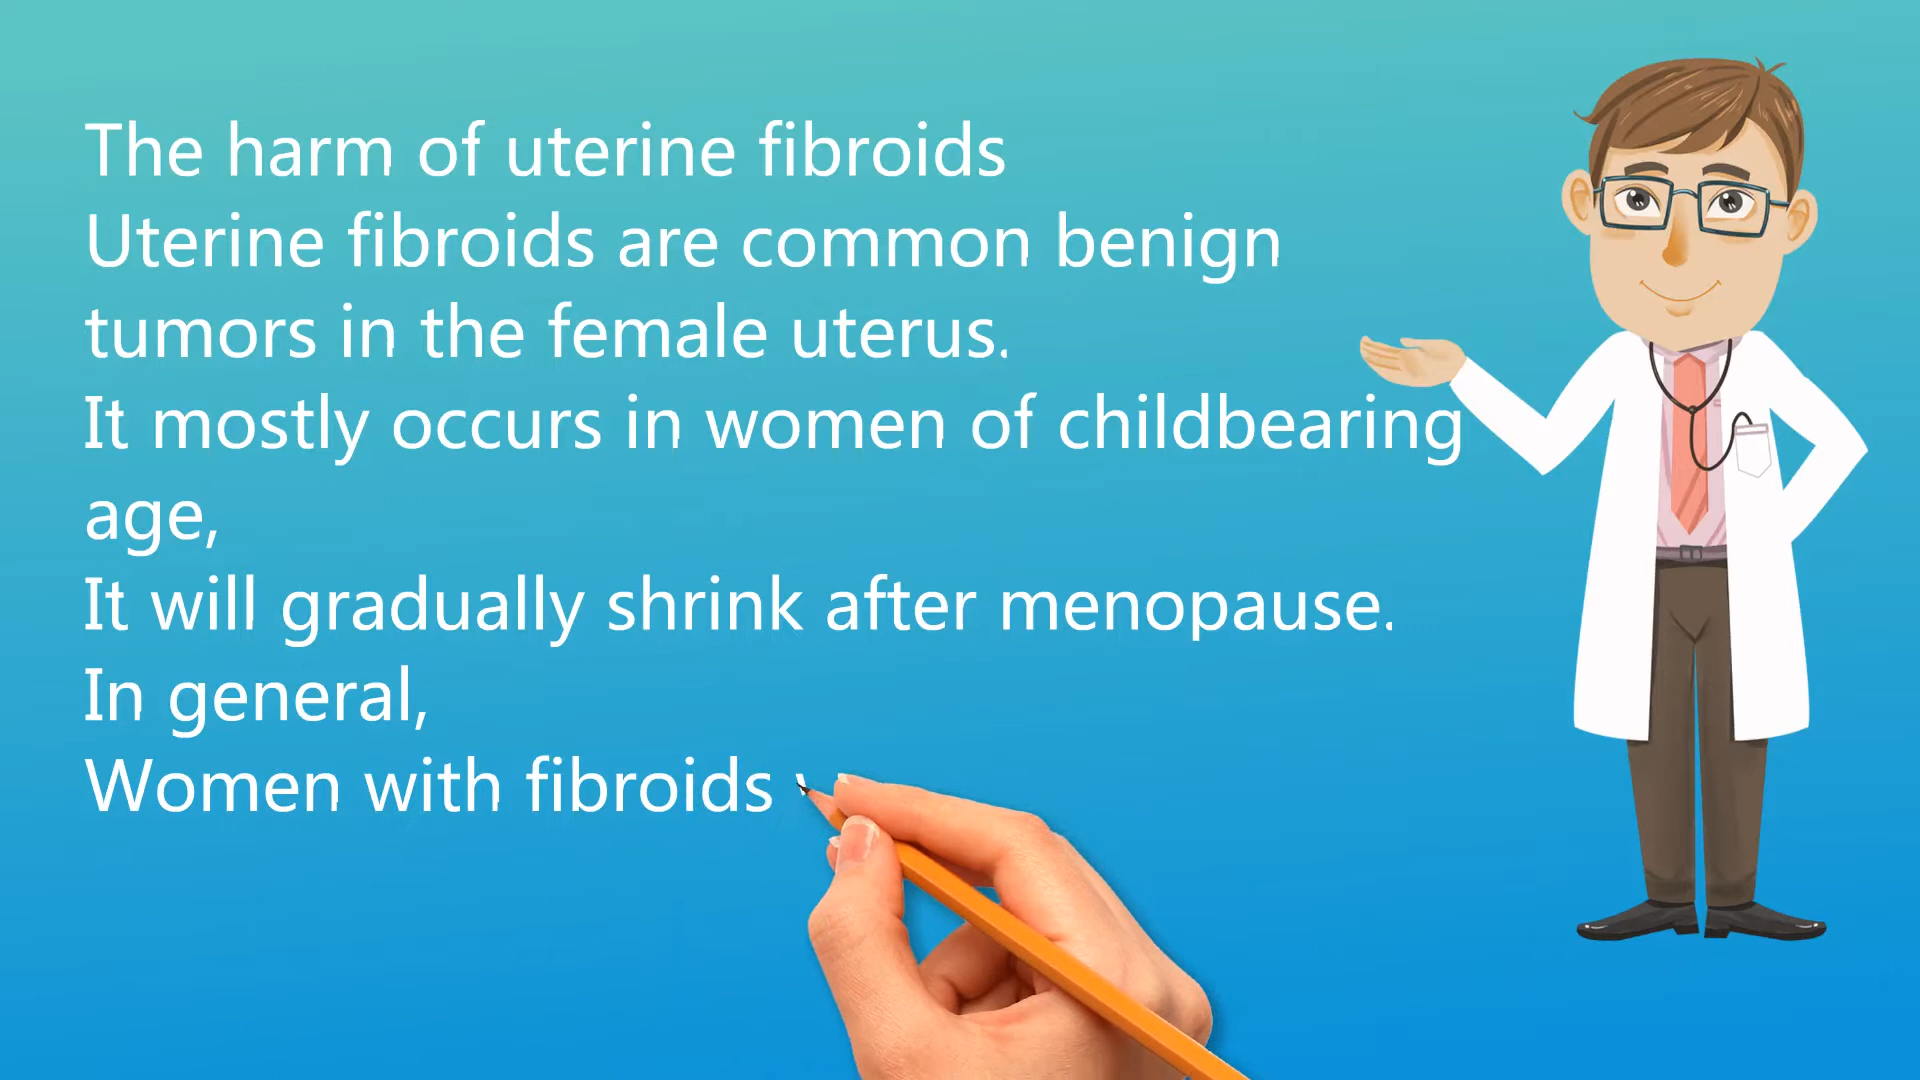 The harm of uterine fibroids
Uterine fibroids are common benign
tumors in the female uterus.
It mostly occurs in women of childbearing
age,
It will gradually shrink after menopause.
In general,
Women with fibroids